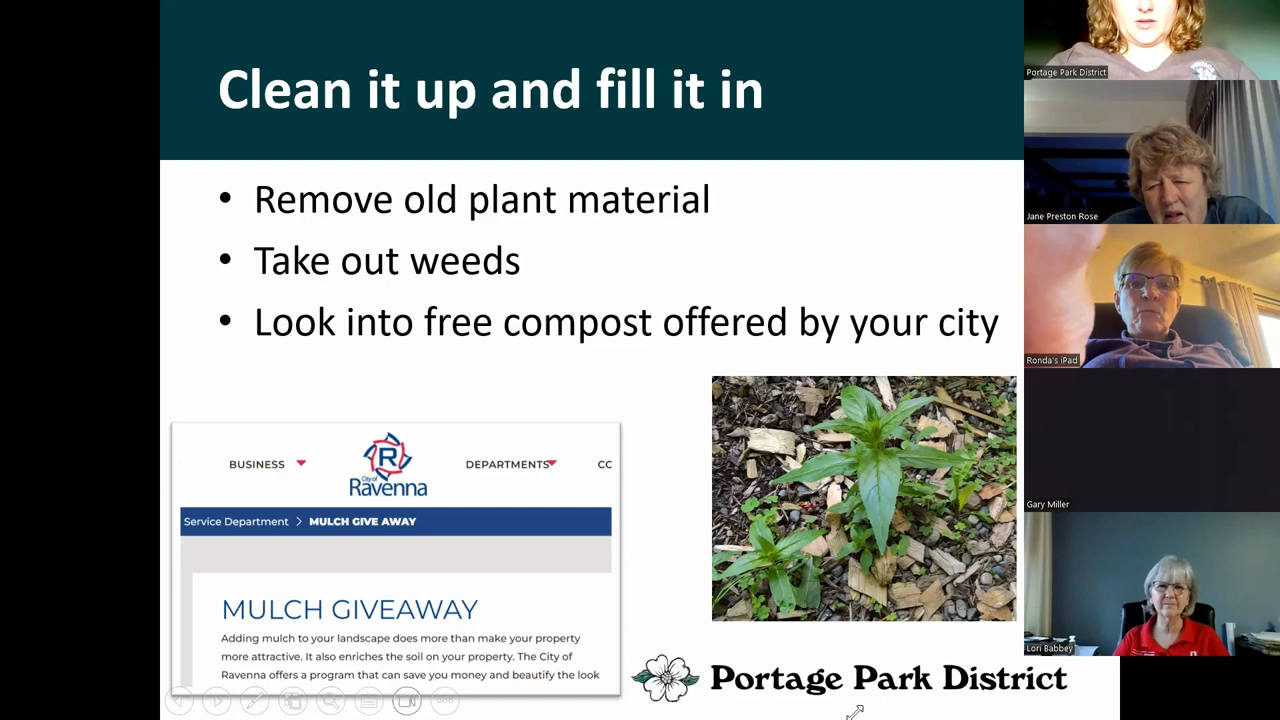 Clean it up and fill it in
• Remove old plant material
• Take out weeds
• Look into free compost offered by your city
BUSINESS
R
City of
Ravenna
DEPARTMENTS
CC
Service Department > MULCH GIVE AWAY
MULCH GIVEAWAY
Adding mulch to your landscape does more than make your property
more attractive. It also enriches the soil on your property. The City of
Ravenna offers a program that can save you money and beautify the look
Portage Park District
Portage Park District
Jane Preston Rose
Ronda's iPad
Gary Miller
Lori Babbey